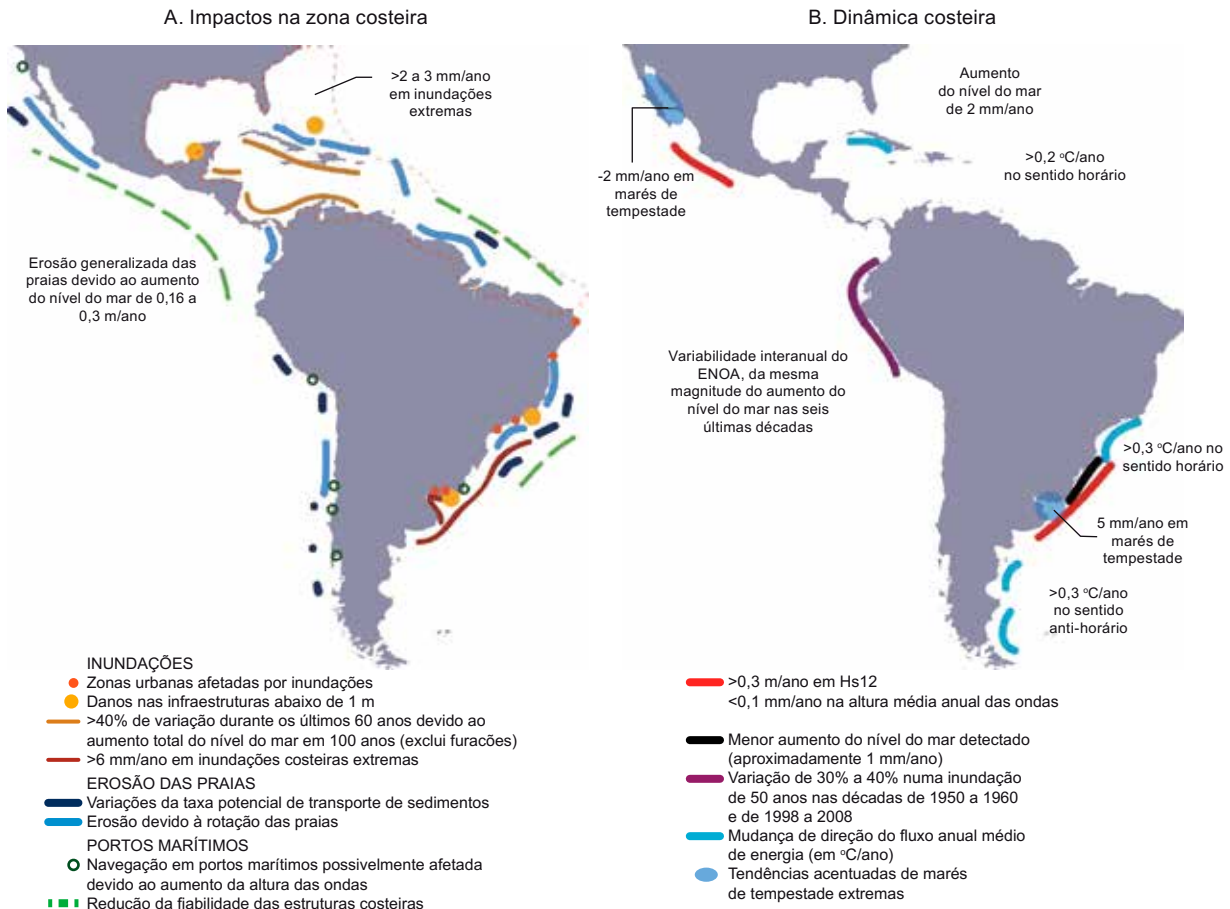 A. Impactos na zona costeira
>2 a 3 mm/ano
em inundações
extremas
Erosão generalizada das
praias devido ao aumento
do nível do mar de 0,16 a
0,3 m/ano
INUNDAÇÕES
Zonas urbanas afetadas por inundações
Danos nas infraestruturas abaixo de 1 m
>40% de variação durante os últimos 60 anos devido ao
aumento total do nível do mar em 100 anos (exclui furacões)
>6 mm/ano em inundações costeiras extremas
EROSÃO DAS PRAIAS
Variações da taxa potencial de transporte de sedimentos
Erosão devido à rotação das praias
PORTOS MARÍTIMOS
Navegação em portos marítimos possivelmente afetada
devido ao aumento da altura das ondas
Redução da fiabilidade das estruturas costeiras
B. Dinâmica costeira
Aumento
do nível do mar
de 2 mm/ano
>0,2 ºC/ano
no sentido horário
-2 mm/ano em
marés de
tempestade
Variabilidade interanual do
ENOA, da mesma
magnitude do aumento do
nível do mar nas seis
últimas décadas
>0,3 ºC/ano no
sentido horário
5 mm/ano em
marés de
tempestade
>0,3 ºC/ano
no sentido
anti-horário
>0,3 m/ano em Hs12
<0,1 mm/ano na altura média anual das ondas
Menor aumento do nível do mar detectado
(aproximadamente 1 mm/ano)
Variação de 30% a 40% numa inundação
de 50 anos nas décadas de 1950 a 1960
e de 1998 a 2008
Mudança de direção do fluxo anual médio
de energia (em ºC/ano)
Tendências acentuadas de marés
de tempestade extremas